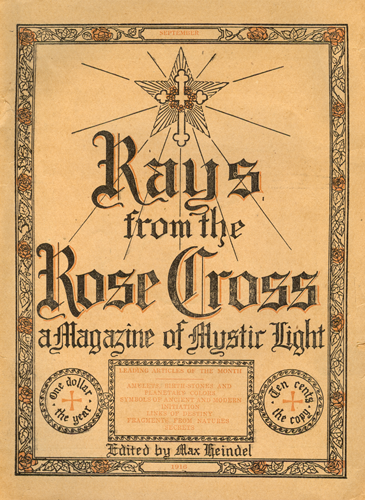 SEPTEMBER
Rays
from the
Rose Cross
a Magazine of Mystic Light
LEADING ARTICLES OF THE MONTH
AMULETS, BIRTH-STONES AND
PLANETARY COLORS
SYMBOLS OF ANCIENT AND MODERN
INITIATION
LINES OF DESTINY
FRAGMENTS FROM NATURES
SECRETS
One dollar
the year
Ten cents
the copy
Edited by Max Heindel